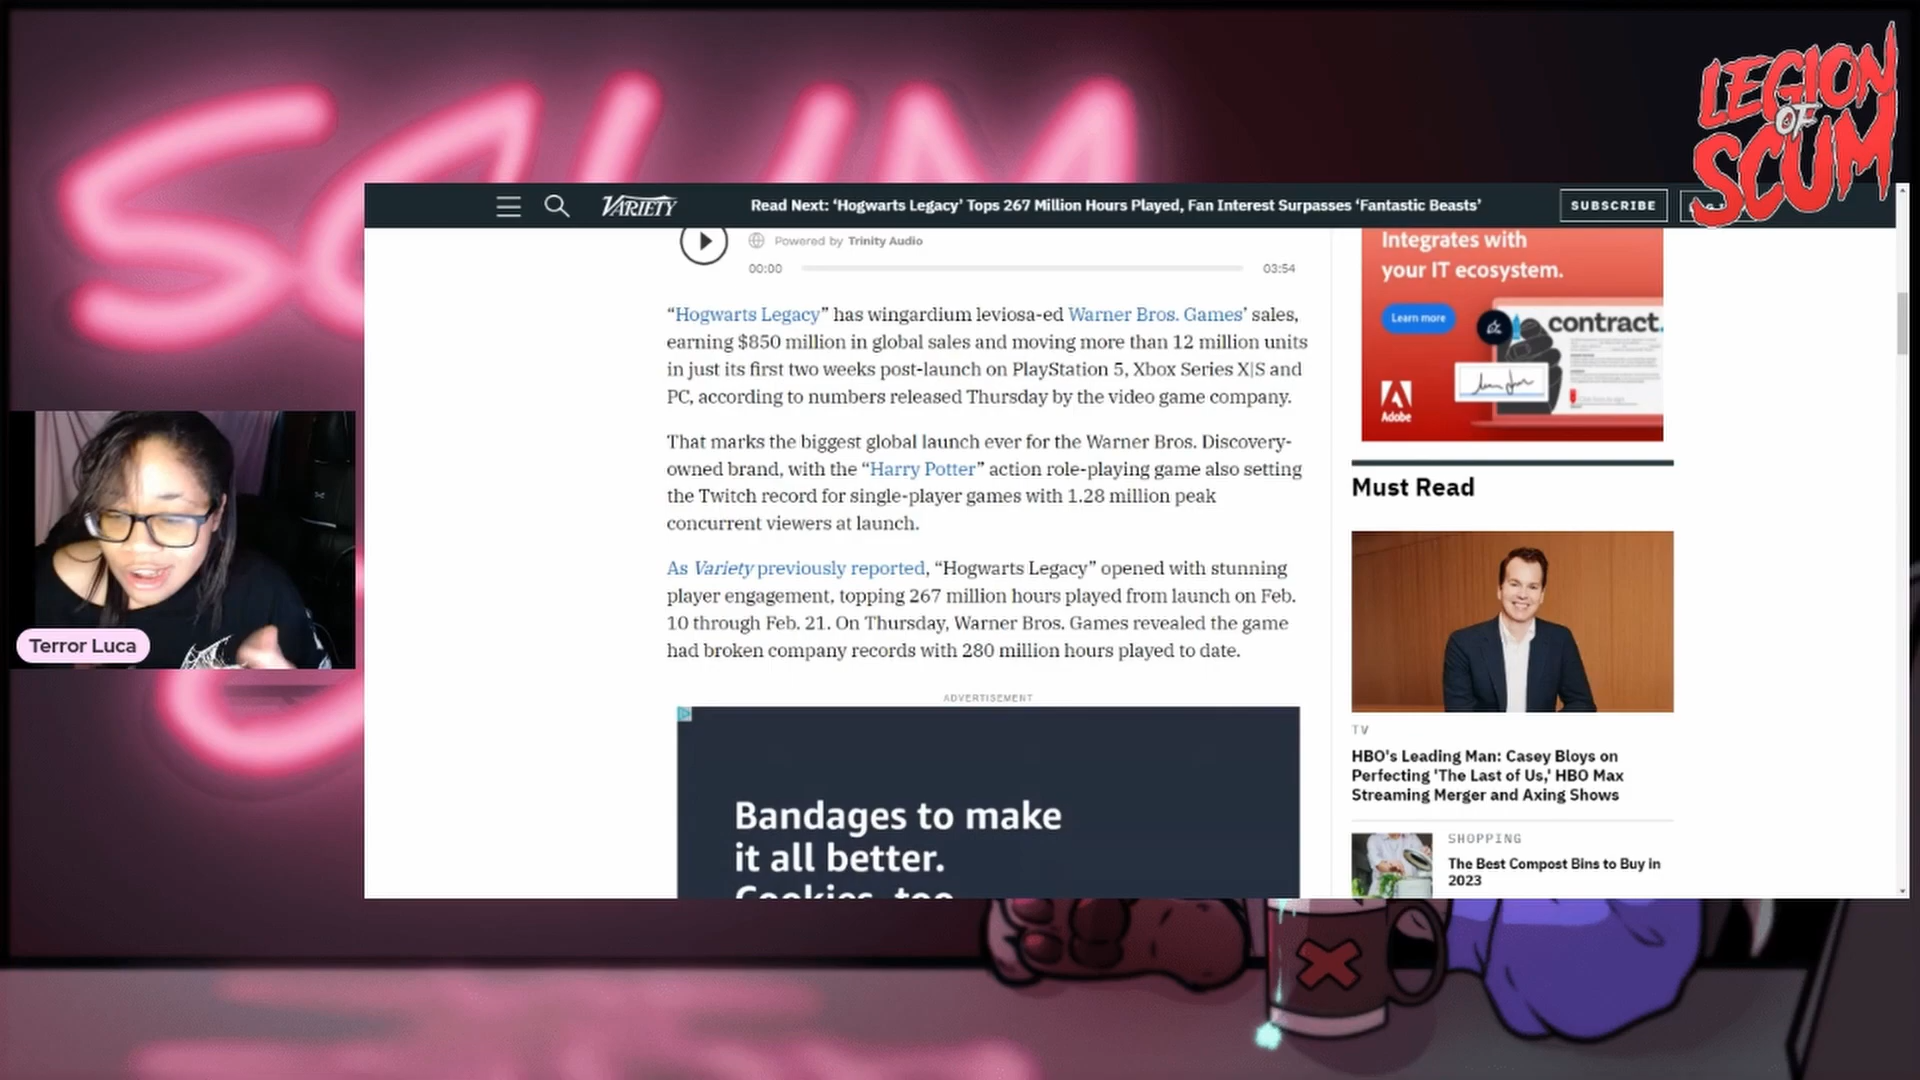 SCUM
LEGION
OF
SCUM
VARIETY
Read Next: ‘Hogwarts Legacy’ Tops 267 Million Hours Played, Fan Interest Surpasses ‘Fantastic Beasts’
SUBSCRIBE
Powered by Trinity Audio
00:00
03:54
“Hogwarts Legacy” has wingardium leviosa-ed Warner Bros. Games’ sales,
earning $850 million in global sales and moving more than 12 million units
in just its first two weeks post-launch on PlayStation 5, Xbox Series X|S and
PC, according to numbers released Thursday by the video game company.
That marks the biggest global launch ever for the Warner Bros. Discovery-
owned brand, with the “Harry Potter” action role-playing game also setting
the Twitch record for single-player games with 1.28 million peak
concurrent viewers at launch.
As Variety previously reported, “Hogwarts Legacy” opened with stunning
player engagement, topping 267 million hours played from launch on Feb.
10 through Feb. 21. On Thursday, Warner Bros. Games revealed the game
had broken company records with 280 million hours played to date.
ADVERTISEMENT
Bandages to make
it all better.
Cookies, too
Integrates with
your IT ecosystem.
Learn more
contract.
Adobe
Must Read
TV
HBO's Leading Man: Casey Bloys on
Perfecting 'The Last of Us,' HBO Max
Streaming Merger and Axing Shows
SHOPPING
The Best Compost Bins to Buy in
2023
Terror Luca